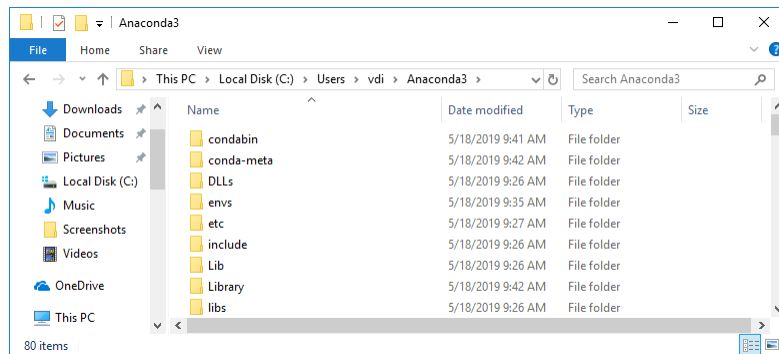 Anaconda3
File Home Share View
This PC Local Disk (C:) Users vdi Anaconda3 Search Anaconda3
Downloads
Documents
Pictures
Local Disk (C:)
Music
Screenshots
Videos
OneDrive
This PC
Name Date modified Type Size
condabin 5/18/2019 9:41 AM File folder
conda-meta 5/18/2019 9:42 AM File folder
DLLs 5/18/2019 9:26 AM File folder
envs 5/18/2019 9:35 AM File folder
etc 5/18/2019 9:27 AM File folder
include 5/18/2019 9:26 AM File folder
Lib 5/18/2019 9:26 AM File folder
Library 5/18/2019 9:42 AM File folder
libs 5/18/2019 9:26 AM File folder
80 items